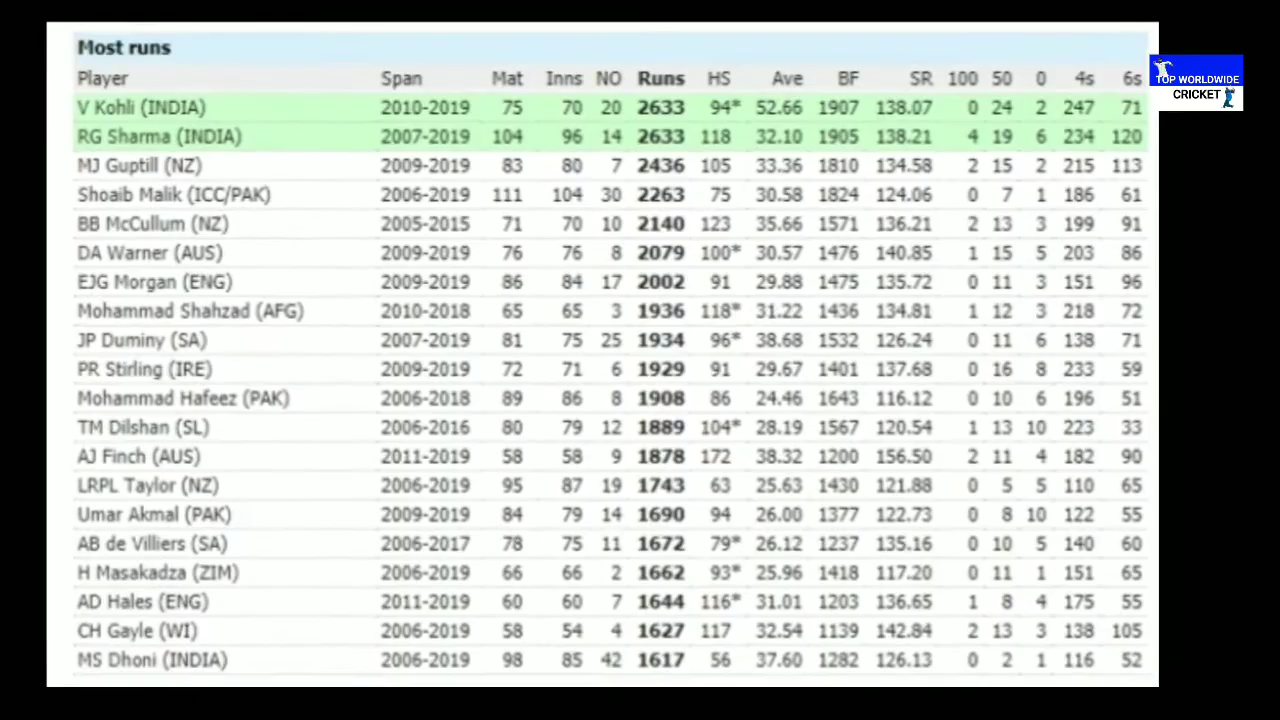 Most runs
Player Span Mat Inns NO Runs HS Ave BF SR 100 50 0 4s 6s
TOP WORLDWIDE
CRICKET
V Kohli (INDIA) 2010-2019 75 70 20 2633 94* 52.66 1907 138.07 0 24 2 247 71
RG Sharma (INDIA) 2007-2019 104 96 14 2633 118 32.10 1905 138.21 4 19 6 234 120
MJ Guptill (NZ) 2009-2019 83 80 7 2436 105 33.36 1810 134.58 2 15 2 215 113
Shoaib Malik (ICC/PAK) 2006-2019 111 104 30 2263 75 30.58 1824 124.06 0 7 1 186 61
BB McCullum (NZ) 2005-2015 71 70 10 2140 123 35.66 1571 136.21 2 13 3 199 91
DA Warner (AUS) 2009-2019 76 76 8 2079 100* 30.57 1476 140.85 1 15 5 203 86
EJG Morgan (ENG) 2009-2019 86 84 17 2002 91 29.88 1475 135.72 0 11 3 151 96
Mohammad Shahzad (AFG) 2010-2018 65 65 3 1936 118* 31.22 1436 134.81 1 12 3 218 72
JP Duminy (SA) 2007-2019 81 75 25 1934 96* 38.68 1532 126.24 0 11 6 138 71
PR Stirling (IRE) 2009-2019 72 71 6 1929 91 29.67 1401 137.68 0 16 8 233 59
Mohammad Hafeez (PAK) 2006-2018 89 86 8 1908 86 24.46 1643 116.12 0 10 6 196 51
TM Dilshan (SL) 2006-2016 80 79 12 1889 104* 28.19 1567 120.54 1 13 10 223 33
AJ Finch (AUS) 2011-2019 58 58 9 1878 172 38.32 1200 156.50 2 11 4 182 90
LRPL Taylor (NZ) 2006-2019 95 87 19 1743 63 25.63 1430 121.88 0 5 5 110 65
Umar Akmal (PAK) 2009-2019 84 79 14 1690 94 26.00 1377 122.73 0 8 10 122 55
AB de Villiers (SA) 2006-2017 78 75 11 1672 79* 26.12 1237 135.16 0 10 5 140 60
H Masakadza (ZIM) 2006-2019 66 66 2 1662 93* 25.96 1418 117.20 0 11 1 151 65
AD Hales (ENG) 2011-2019 60 60 7 1644 116* 31.01 1203 136.65 1 8 4 175 55
CH Gayle (WI) 2006-2019 58 54 4 1627 117 32.54 1139 142.84 2 13 3 138 105
MS Dhoni (INDIA) 2006-2019 98 85 42 1617 56 37.60 1282 126.13 0 2 1 116 52